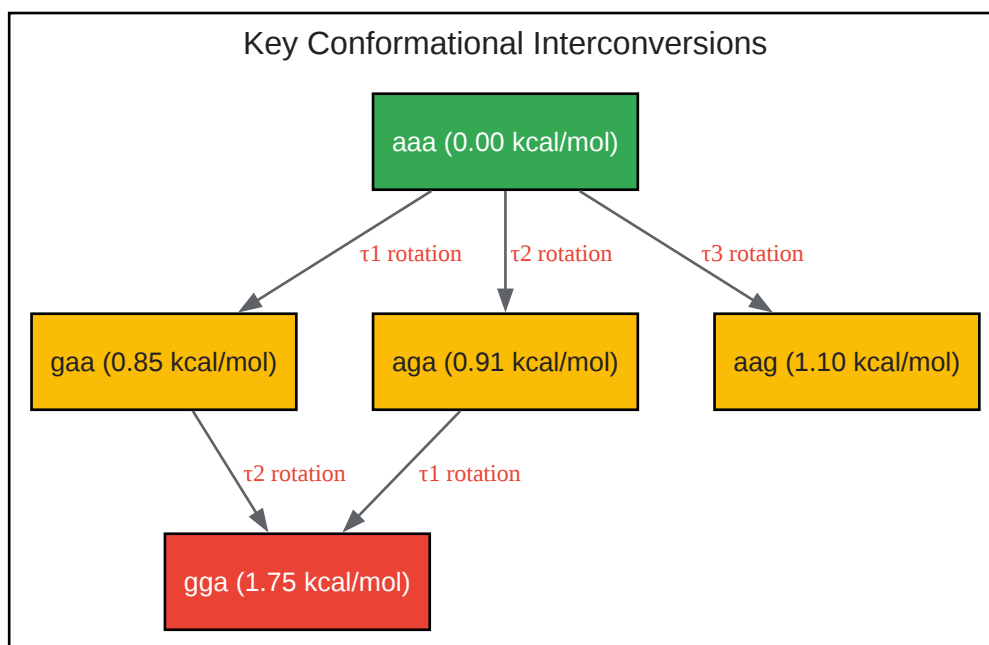 Key Conformational Interconversions
aaa (0.00 kcal/mol)
τ1 rotation
τ2 rotation
τ3 rotation
gaa (0.85 kcal/mol)
aga (0.91 kcal/mol)
aag (1.10 kcal/mol)
τ2 rotation
τ1 rotation
gga (1.75 kcal/mol)